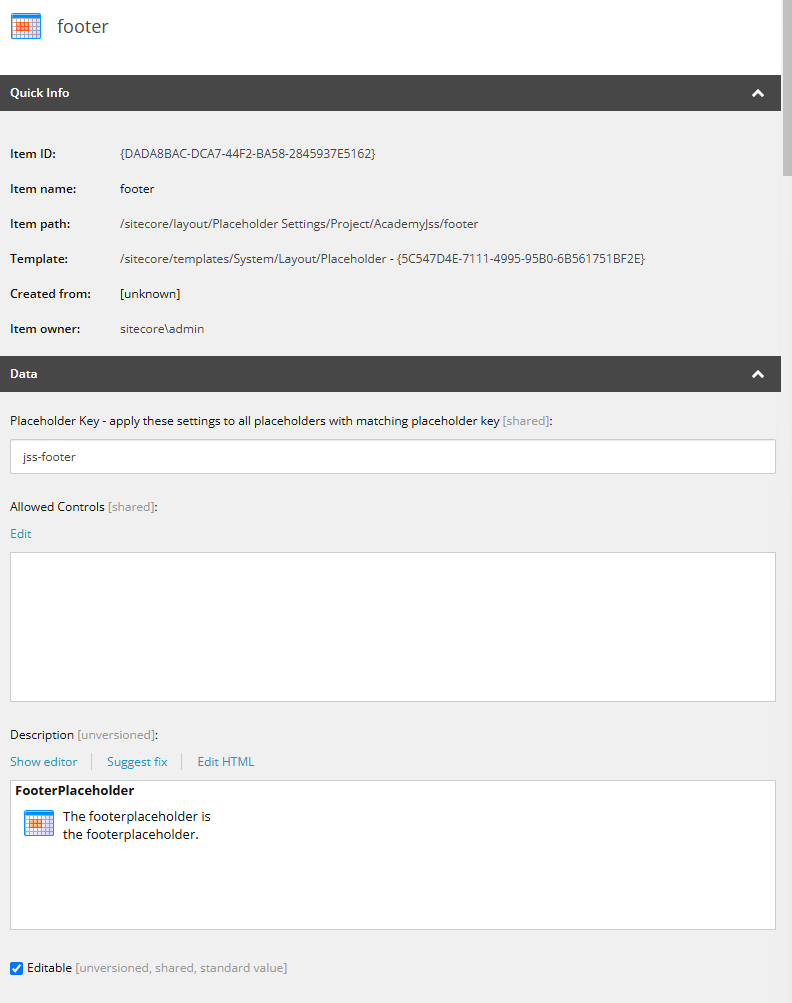 footer
Quick Info
Item ID: {DADA8BAC-DCA7-44F2-BA58-2845937E5162}
Item name: footer
Item path: /sitecore/layout/Placeholder Settings/Project/AcademyJss/footer
Template: /sitecore/templates/System/Layout/Placeholder - {5C547D4E-7111-4995-95B0-6B561751BF2E}
Created from: [unknown]
Item owner: sitecore\admin
Data
Placeholder Key - apply these settings to all placeholders with matching placeholder key [shared]:
jss-footer
Allowed Controls [shared]:
Edit
Description [unversioned]:
Show editor Suggest fix Edit HTML
FooterPlaceholder
The footerplaceholder is
the footerplaceholder.
Editable [unversioned, shared, standard value]